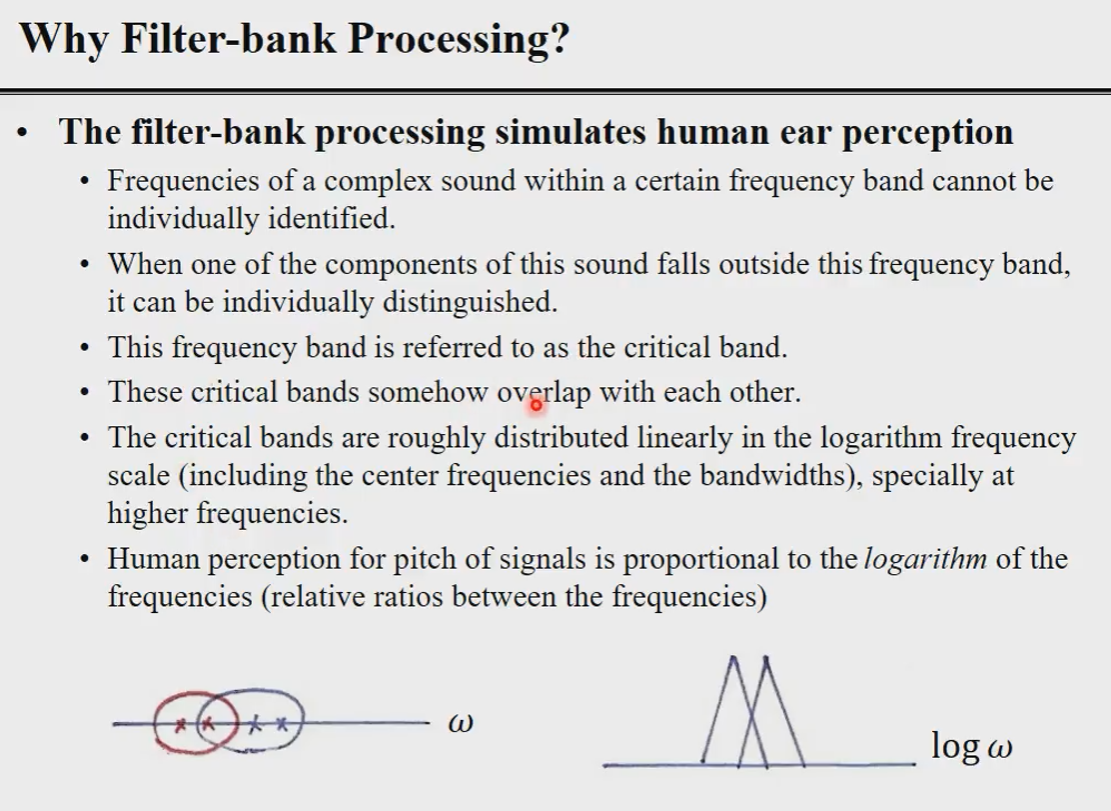 Why Filter-bank Processing?
• The filter-bank processing simulates human ear perception
• Frequencies of a complex sound within a certain frequency band cannot be
individually identified.
• When one of the components of this sound falls outside this frequency band,
it can be individually distinguished.
• This frequency band is referred to as the critical band.
• These critical bands somehow overlap with each other.
• The critical bands are roughly distributed linearly in the logarithm frequency
scale (including the center frequencies and the bandwidths), specially at
higher frequencies.
• Human perception for pitch of signals is proportional to the logarithm of the
frequencies (relative ratios between the frequencies)
ω
log ω